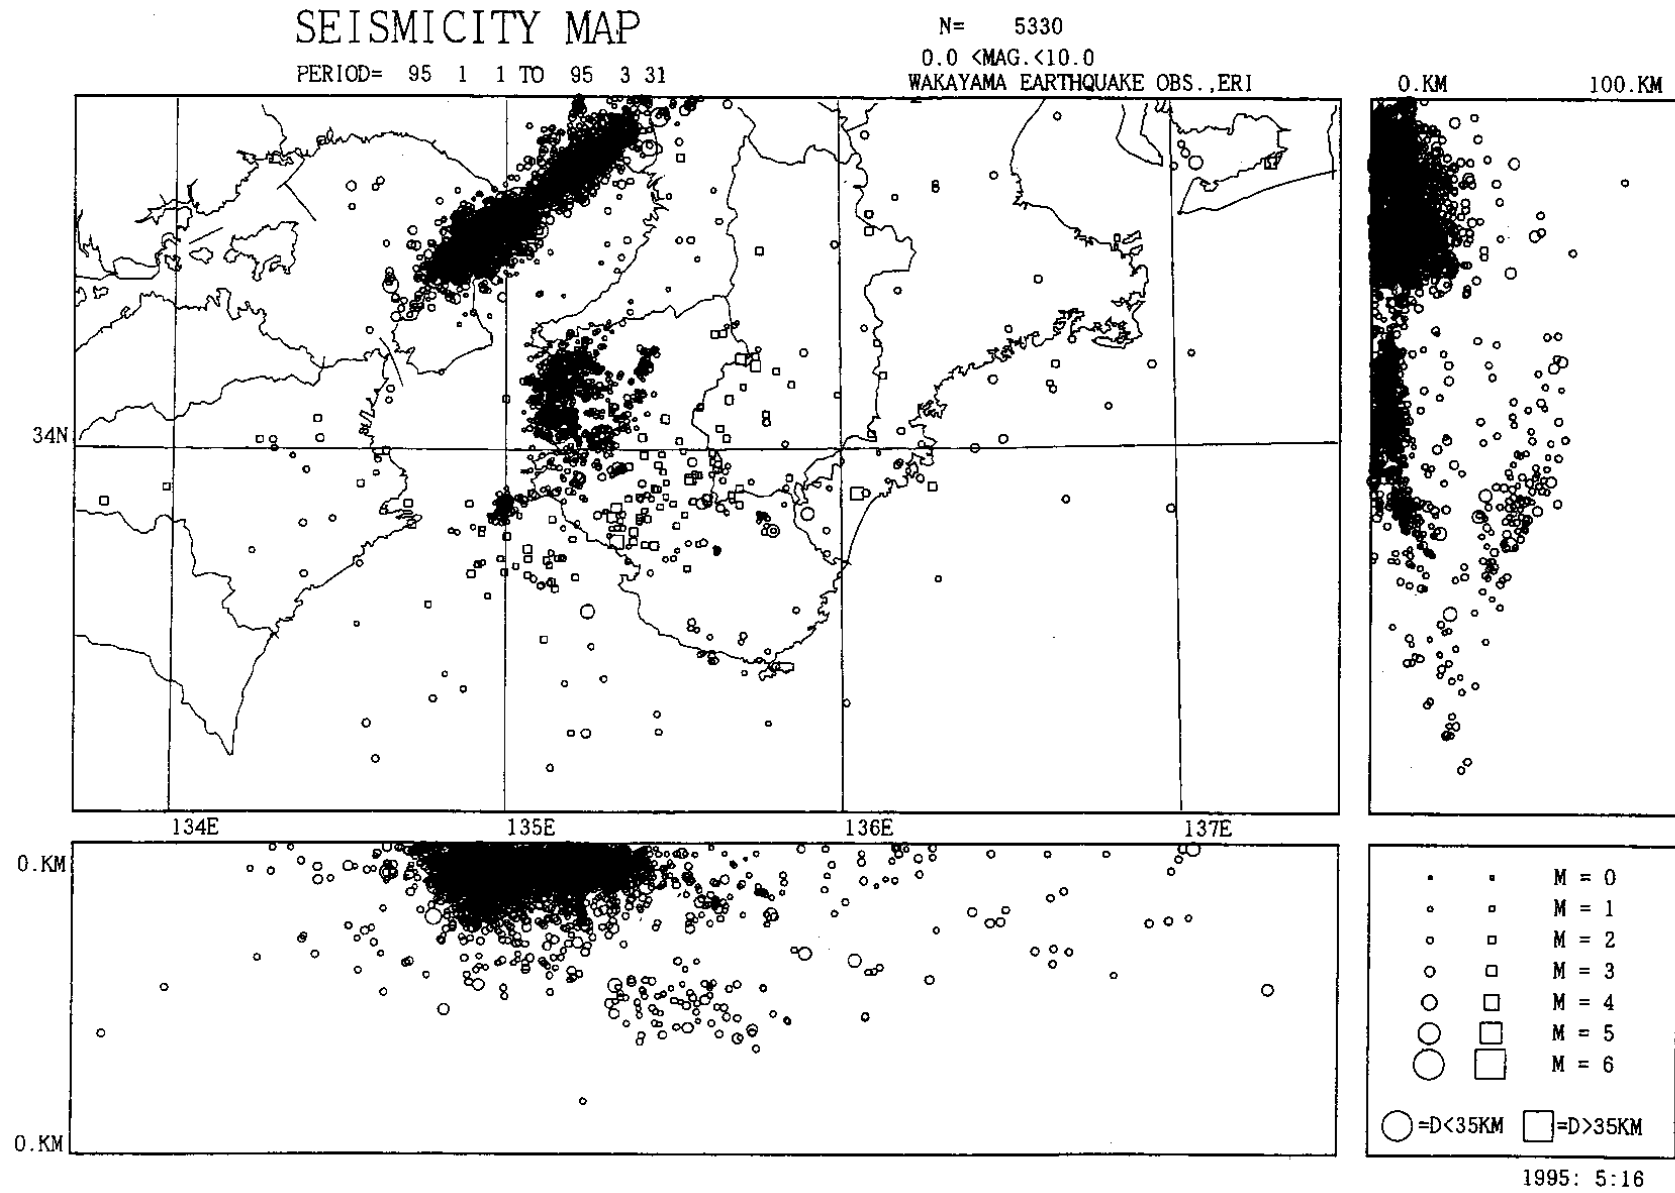 SEISMICITY MAP
N= 5330
0.0 <MAG.<10.0
PERIOD= 95 1 1 TO 95 3 31
WAKAYAMA EARTHQUAKE OBS.,ERI
0.KM 100.KM
34N
134E 135E 136E 137E
0.KM
0.KM
M = 0
M = 1
M = 2
M = 3
M = 4
M = 5
M = 6
=D<35KM =D>35KM
1995: 5:16